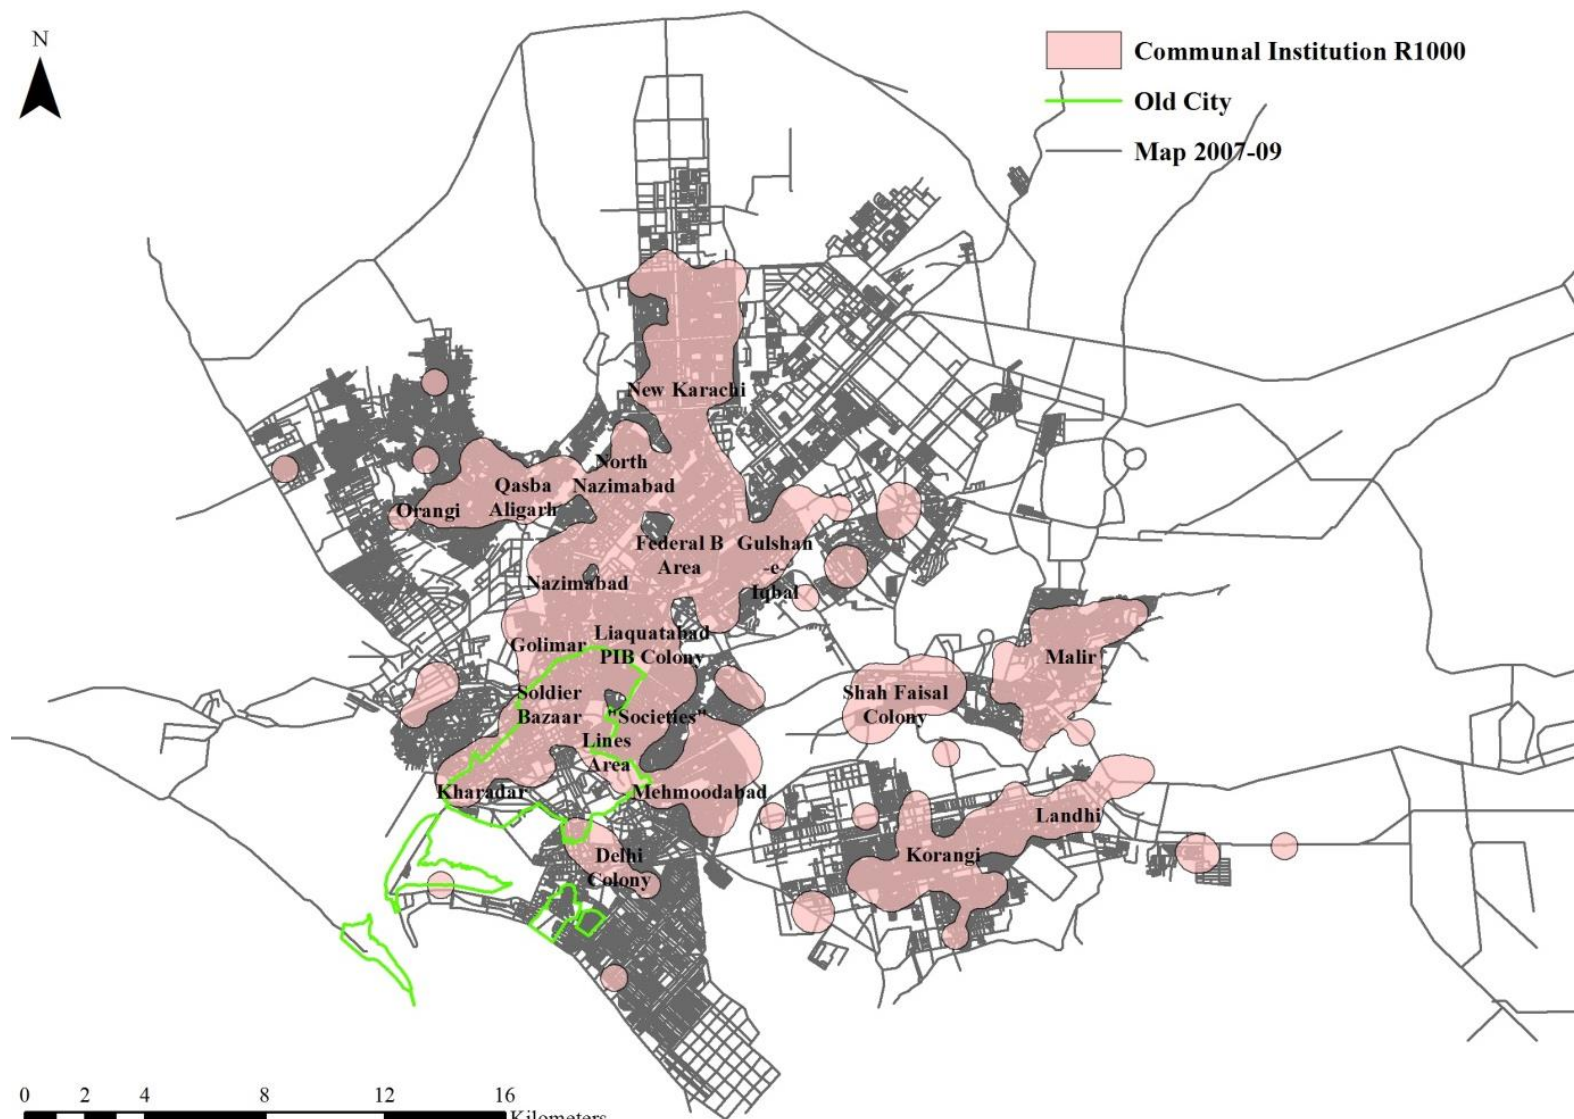 N
Communal Institution R1000
Old City
Map 2007-09
New Karachi
North
Nazimabad
Qasba
Aligarh
Orangi
Federal B
Area
Gulshan
-e-
Iqbal
Nazimabad
Golimar
Liaquatabad
PIB Colony
Malir
Soldier
Bazaar
"Societies"
Shah Faisal
Colony
Lines
Area
Kharadar
Mehmoodabad
Landhi
Korangi
Delhi
Colony
0 2 4 8 12 16
Kilometers